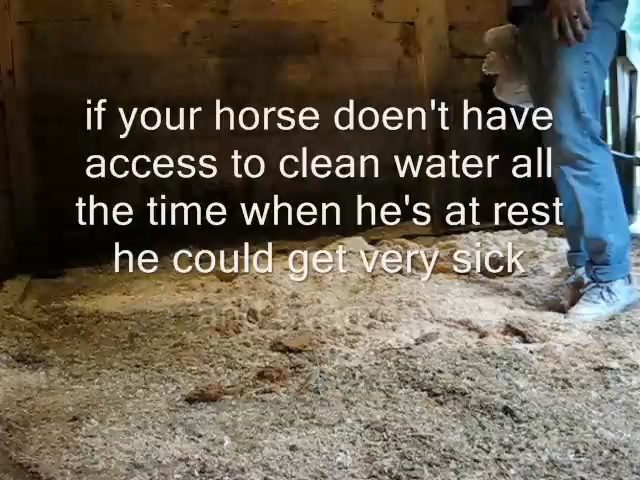 if your horse doen't have
access to clean water all
the time when he's at rest
he could get very sick